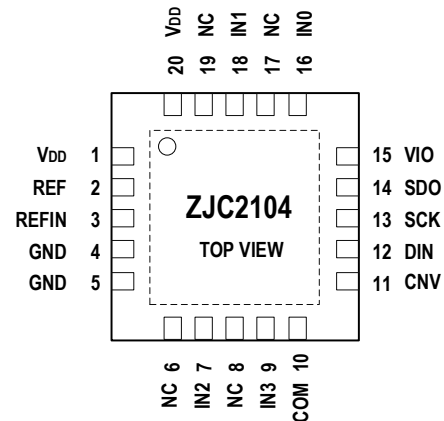 VDD 20
NC 19
IN1 18
NC 17
IN0 16
VDD 1
REF 2
REFIN 3
GND 4
GND 5
ZJC2104
TOP VIEW
15 VIO
14 SDO
13 SCK
12 DIN
11 CNV
NC 6
IN2 7
NC 8
IN3 9
COM 10